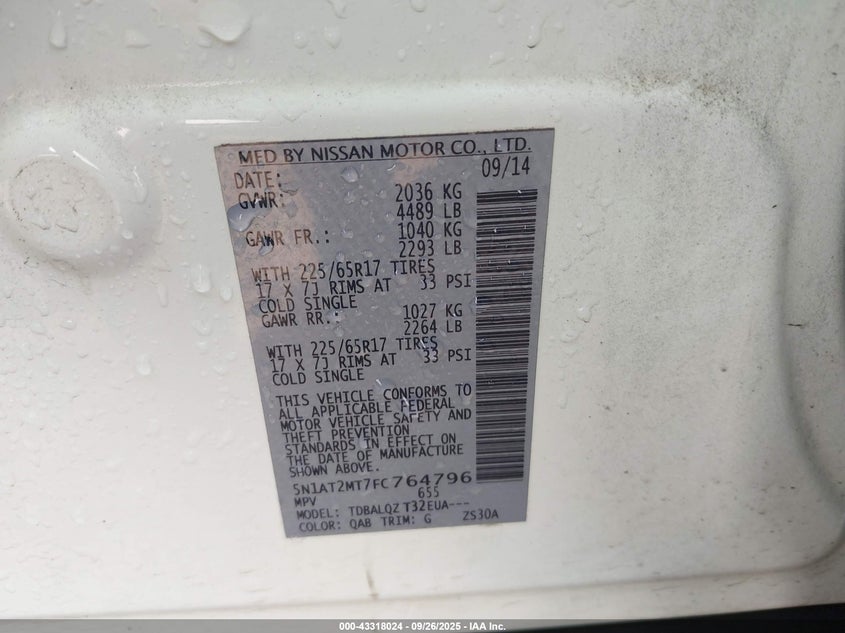 MFD BY NISSAN MOTOR CO., LTD.
DATE: 09/14
GVWR: 2036 KG
4489 LB
GAWR FR.: 1040 KG
2293 LB
WITH 225/65R17 TIRES
17 X 7J RIMS AT 33 PSI
COLD SINGLE
GAWR RR.: 1027 KG
2264 LB
WITH 225/65R17 TIRES
17 X 7J RIMS AT 33 PSI
COLD SINGLE
THIS VEHICLE CONFORMS TO
ALL APPLICABLE FEDERAL
MOTOR VEHICLE SAFETY AND
THEFT PREVENTION
STANDARDS IN EFFECT ON
THE DATE OF MANUFACTURE
SHOWN ABOVE.
5N1AT2MT7FC764796
MPV 655
MODEL: TDBALQZ T32EUA---
COLOR: QAB TRIM: G ZS30A
000-43318024 — 09/26/2025 — IAA Inc.